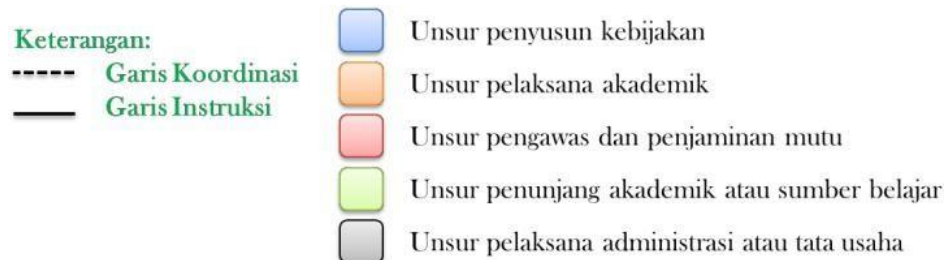 Keterangan:
Garis Koordinasi
Garis Instruksi
Unsur penyusun kebijakan
Unsur pelaksana akademik
Unsur pengawas dan penjaminan mutu
Unsur penunjang akademik atau sumber belajar
Unsur pelaksana administrasi atau tata usaha